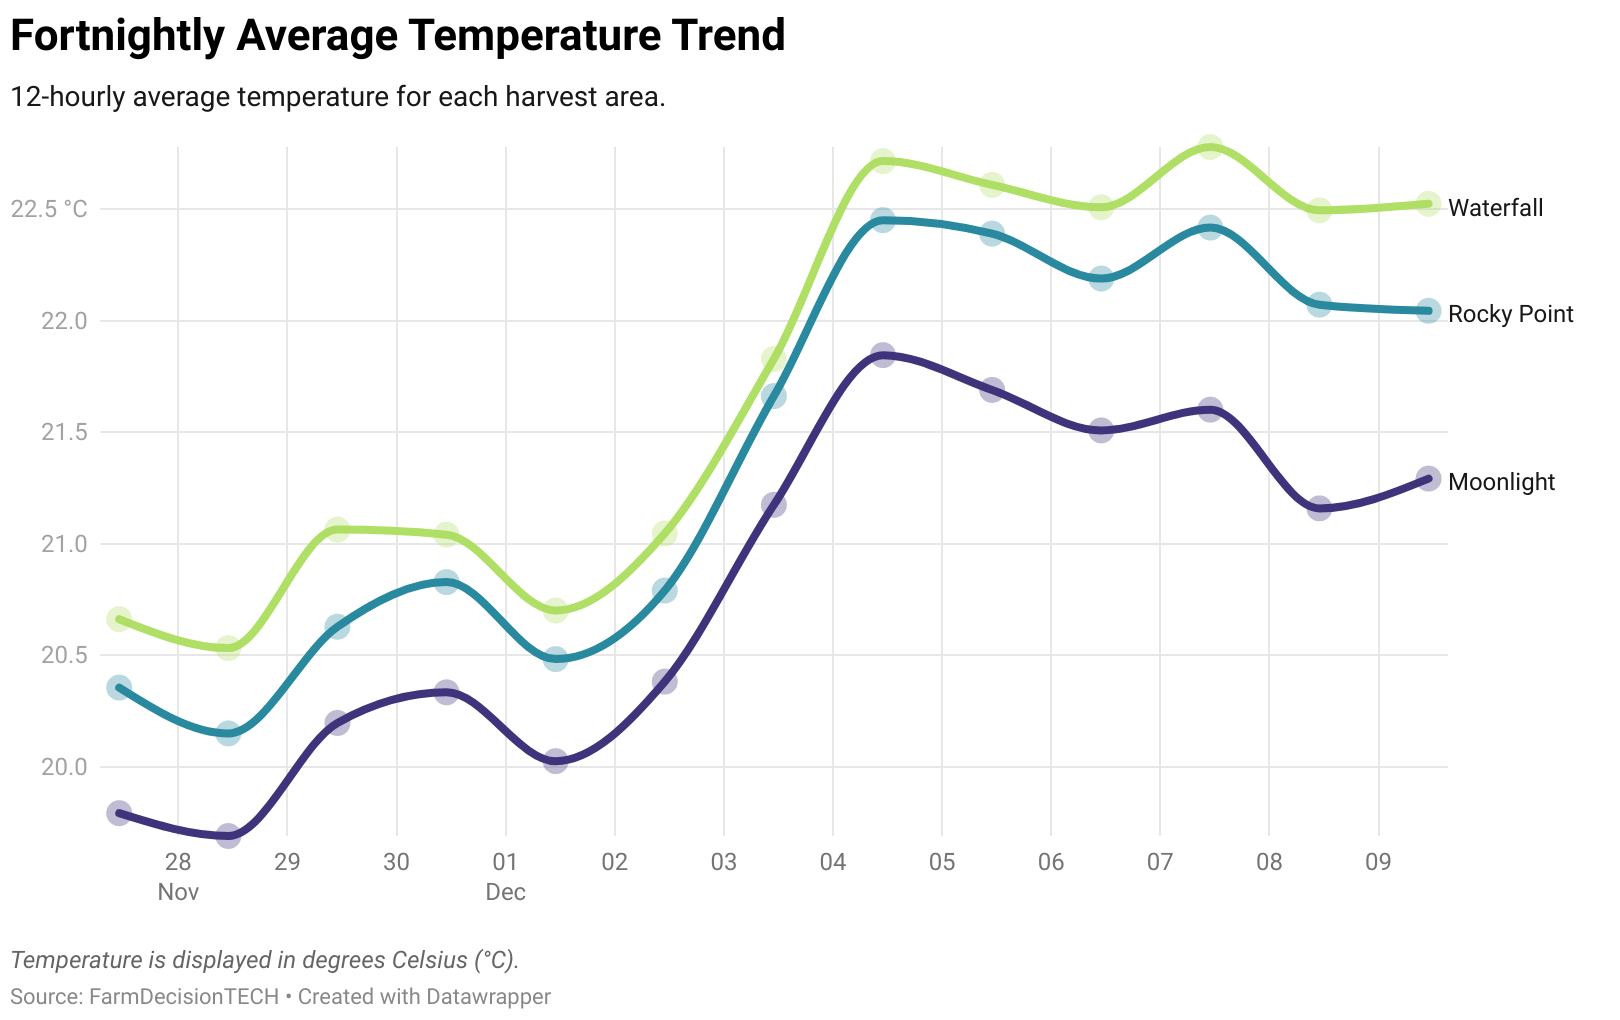 Fortnightly Average Temperature Trend
12-hourly average temperature for each harvest area.
22.5 °C
22.0
21.5
21.0
20.5
20.0
Waterfall
Rocky Point
Moonlight
28 29 30 01 02 03 04 05 06 07 08 09
Nov Dec
Temperature is displayed in degrees Celsius (°C).
Source: FarmDecisionTECH • Created with Datawrapper